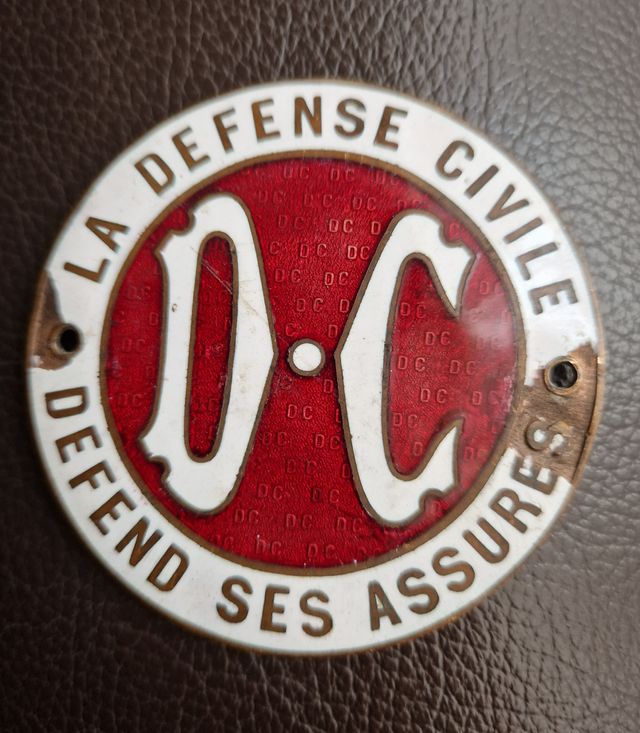 LA DEFENSE CIVILE
DC
DEFEND SES ASSURES